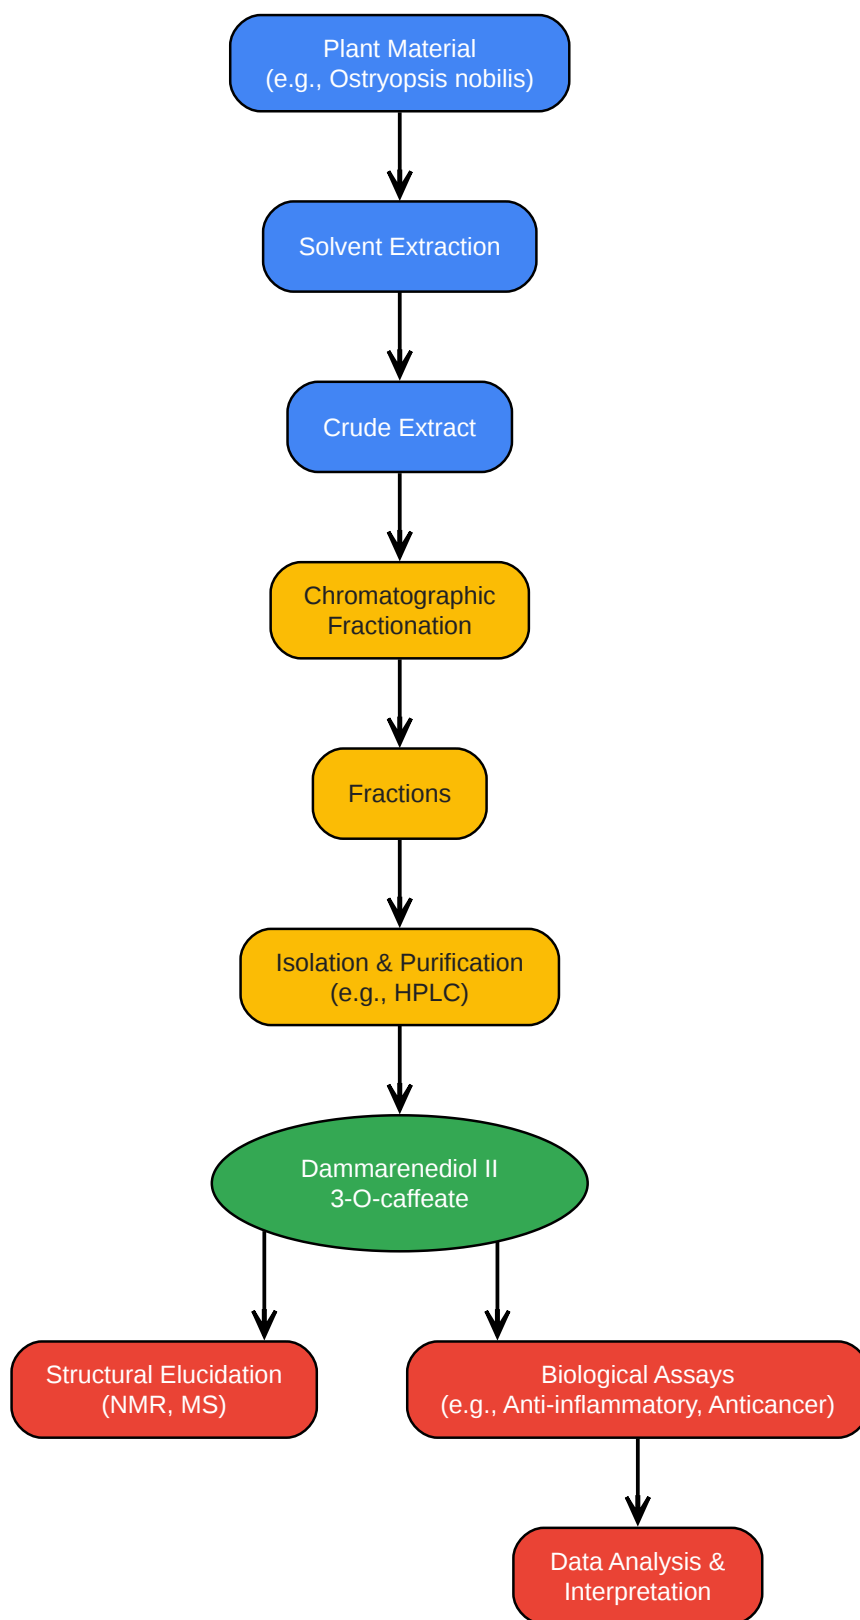 Plant Material
(e.g., Ostryopsis nobilis)
Solvent Extraction
Crude Extract
Chromatographic
Fractionation
Fractions
Isolation & Purification
(e.g., HPLC)
Dammarenediol II
3-O-caffeate
Structural Elucidation
(NMR, MS)
Biological Assays
(e.g., Anti-inflammatory, Anticancer)
Data Analysis &
Interpretation